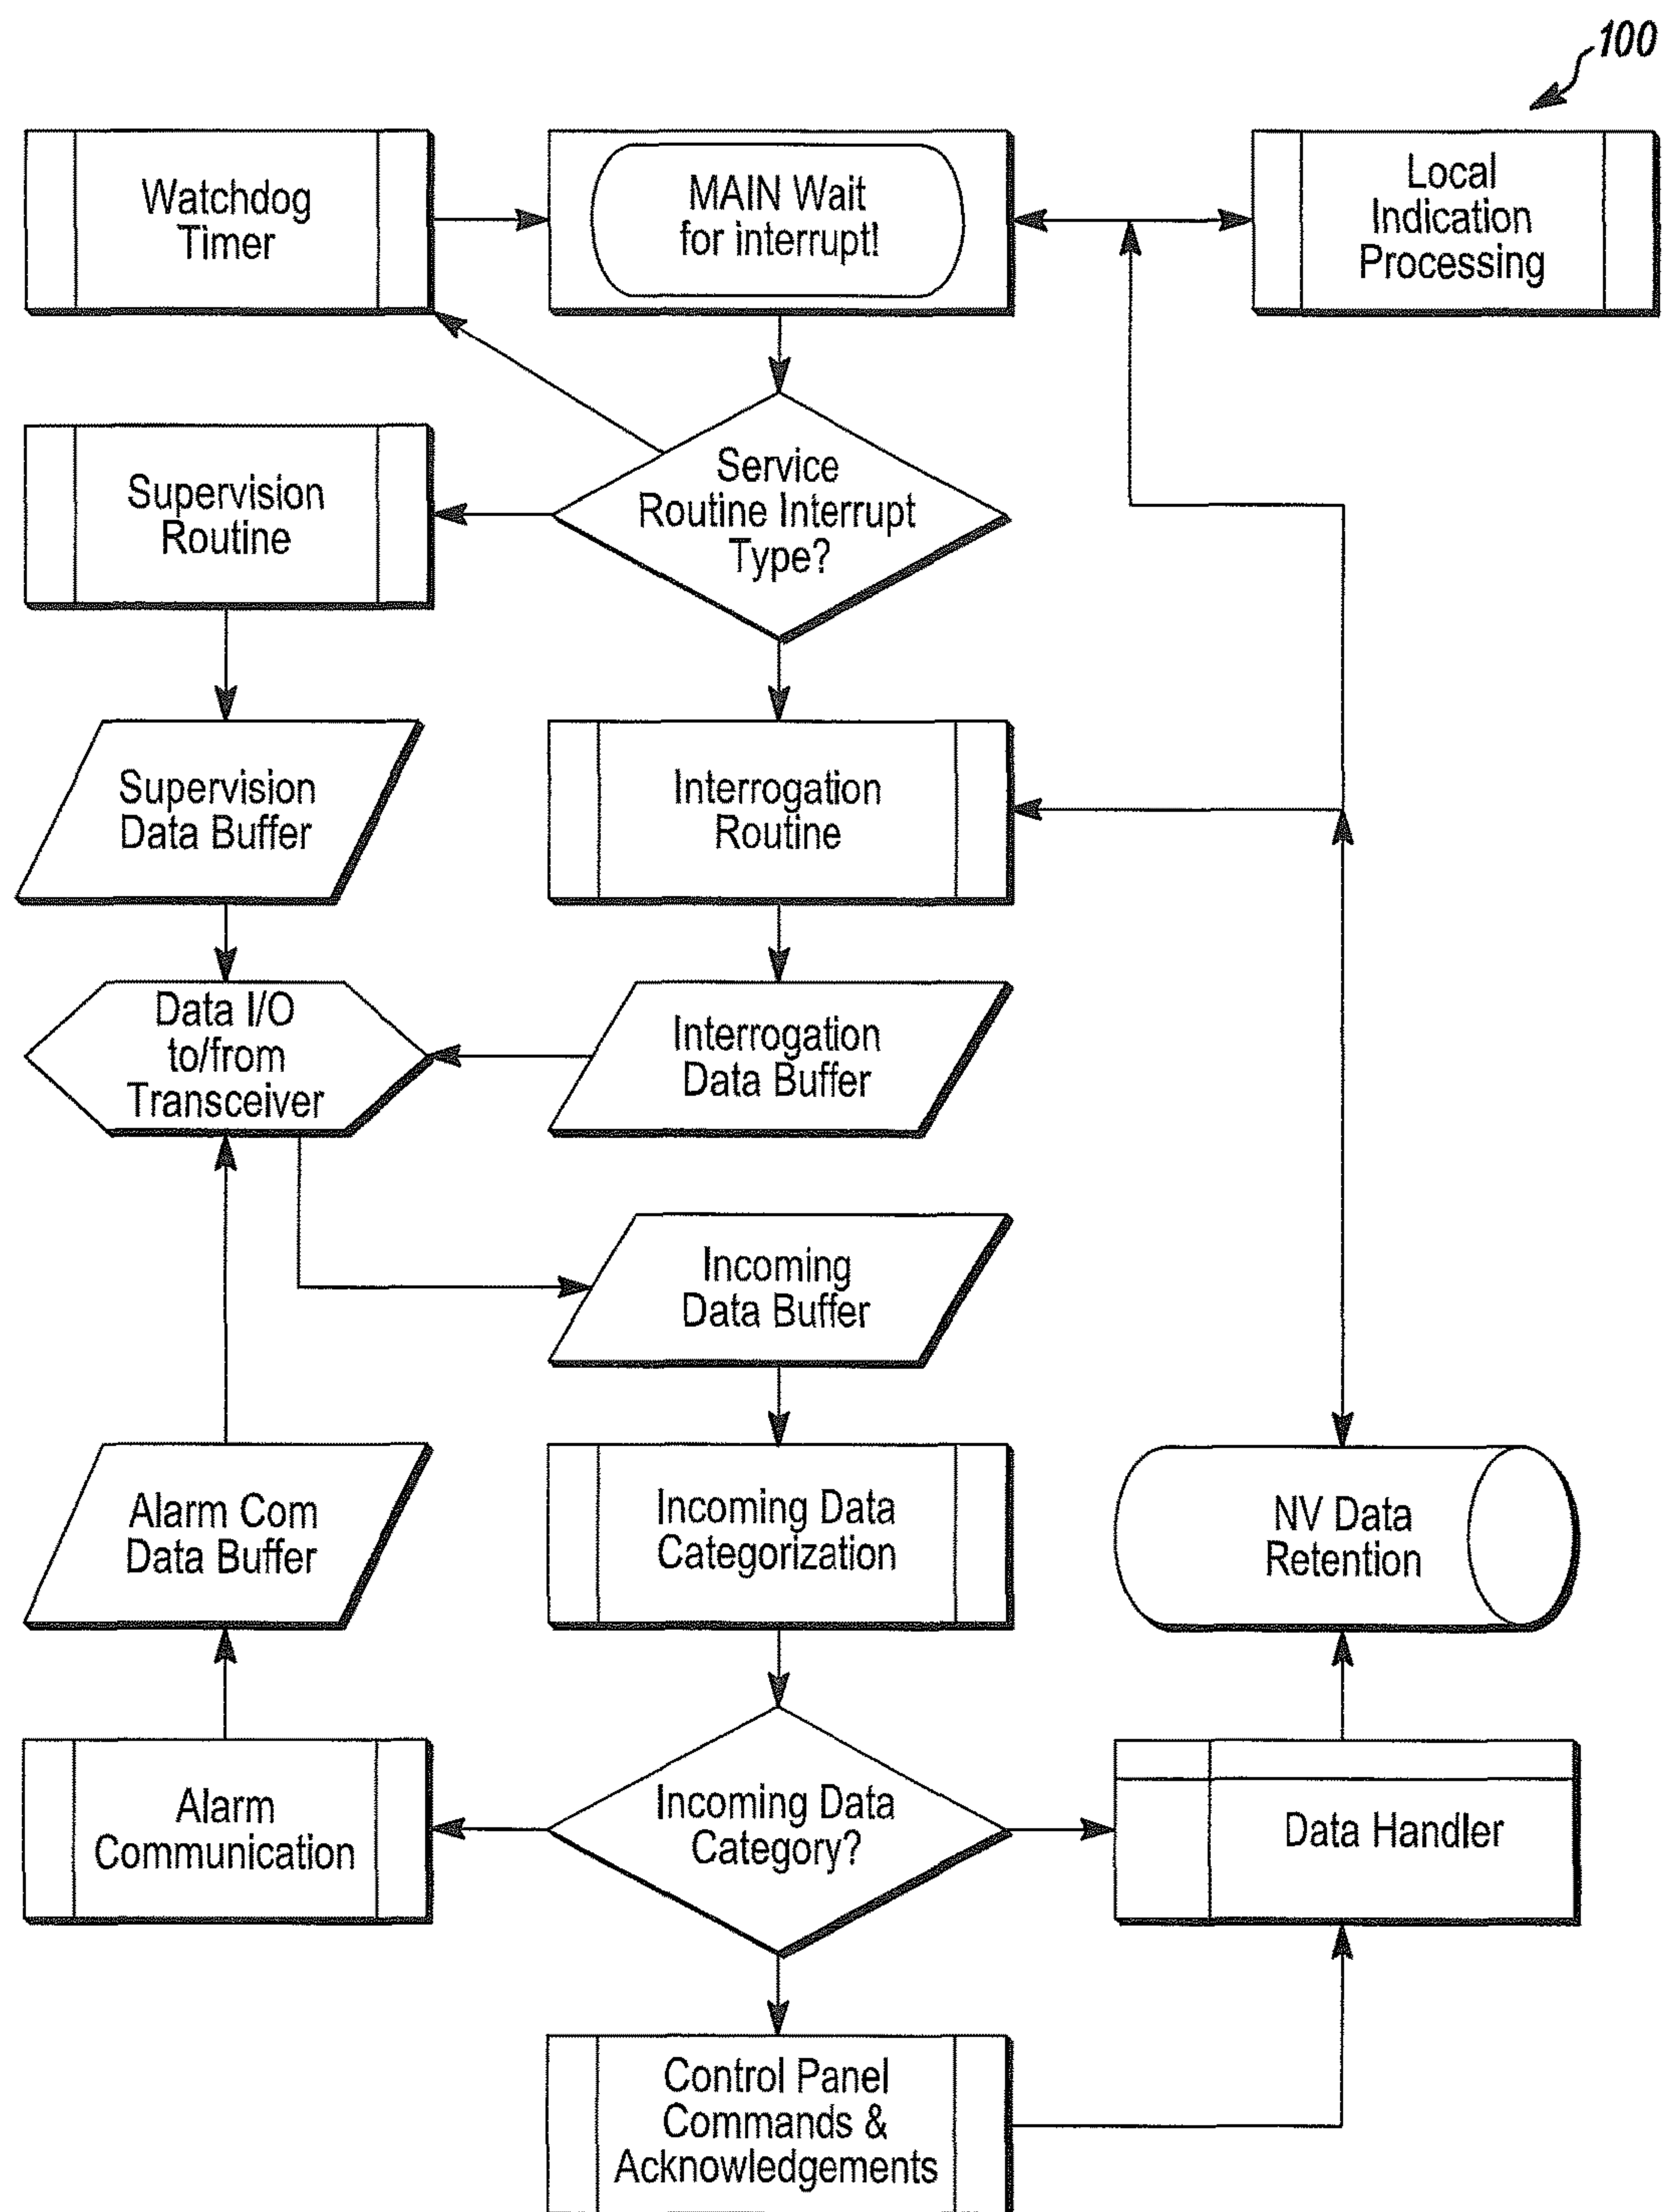 100
Watchdog
Timer
MAIN Wait
for interrupt!
Local
Indication
Processing
Supervision
Routine
Service
Routine Interrupt
Type?
Supervision
Data Buffer
Interrogation
Routine
Data I/O
to/from
Transceiver
Interrogation
Data Buffer
Incoming
Data Buffer
Alarm Com
Data Buffer
Incoming Data
Categorization
NV Data
Retention
Alarm
Communication
Incoming Data
Category?
Data Handler
Control Panel
Commands &
Acknowledgements